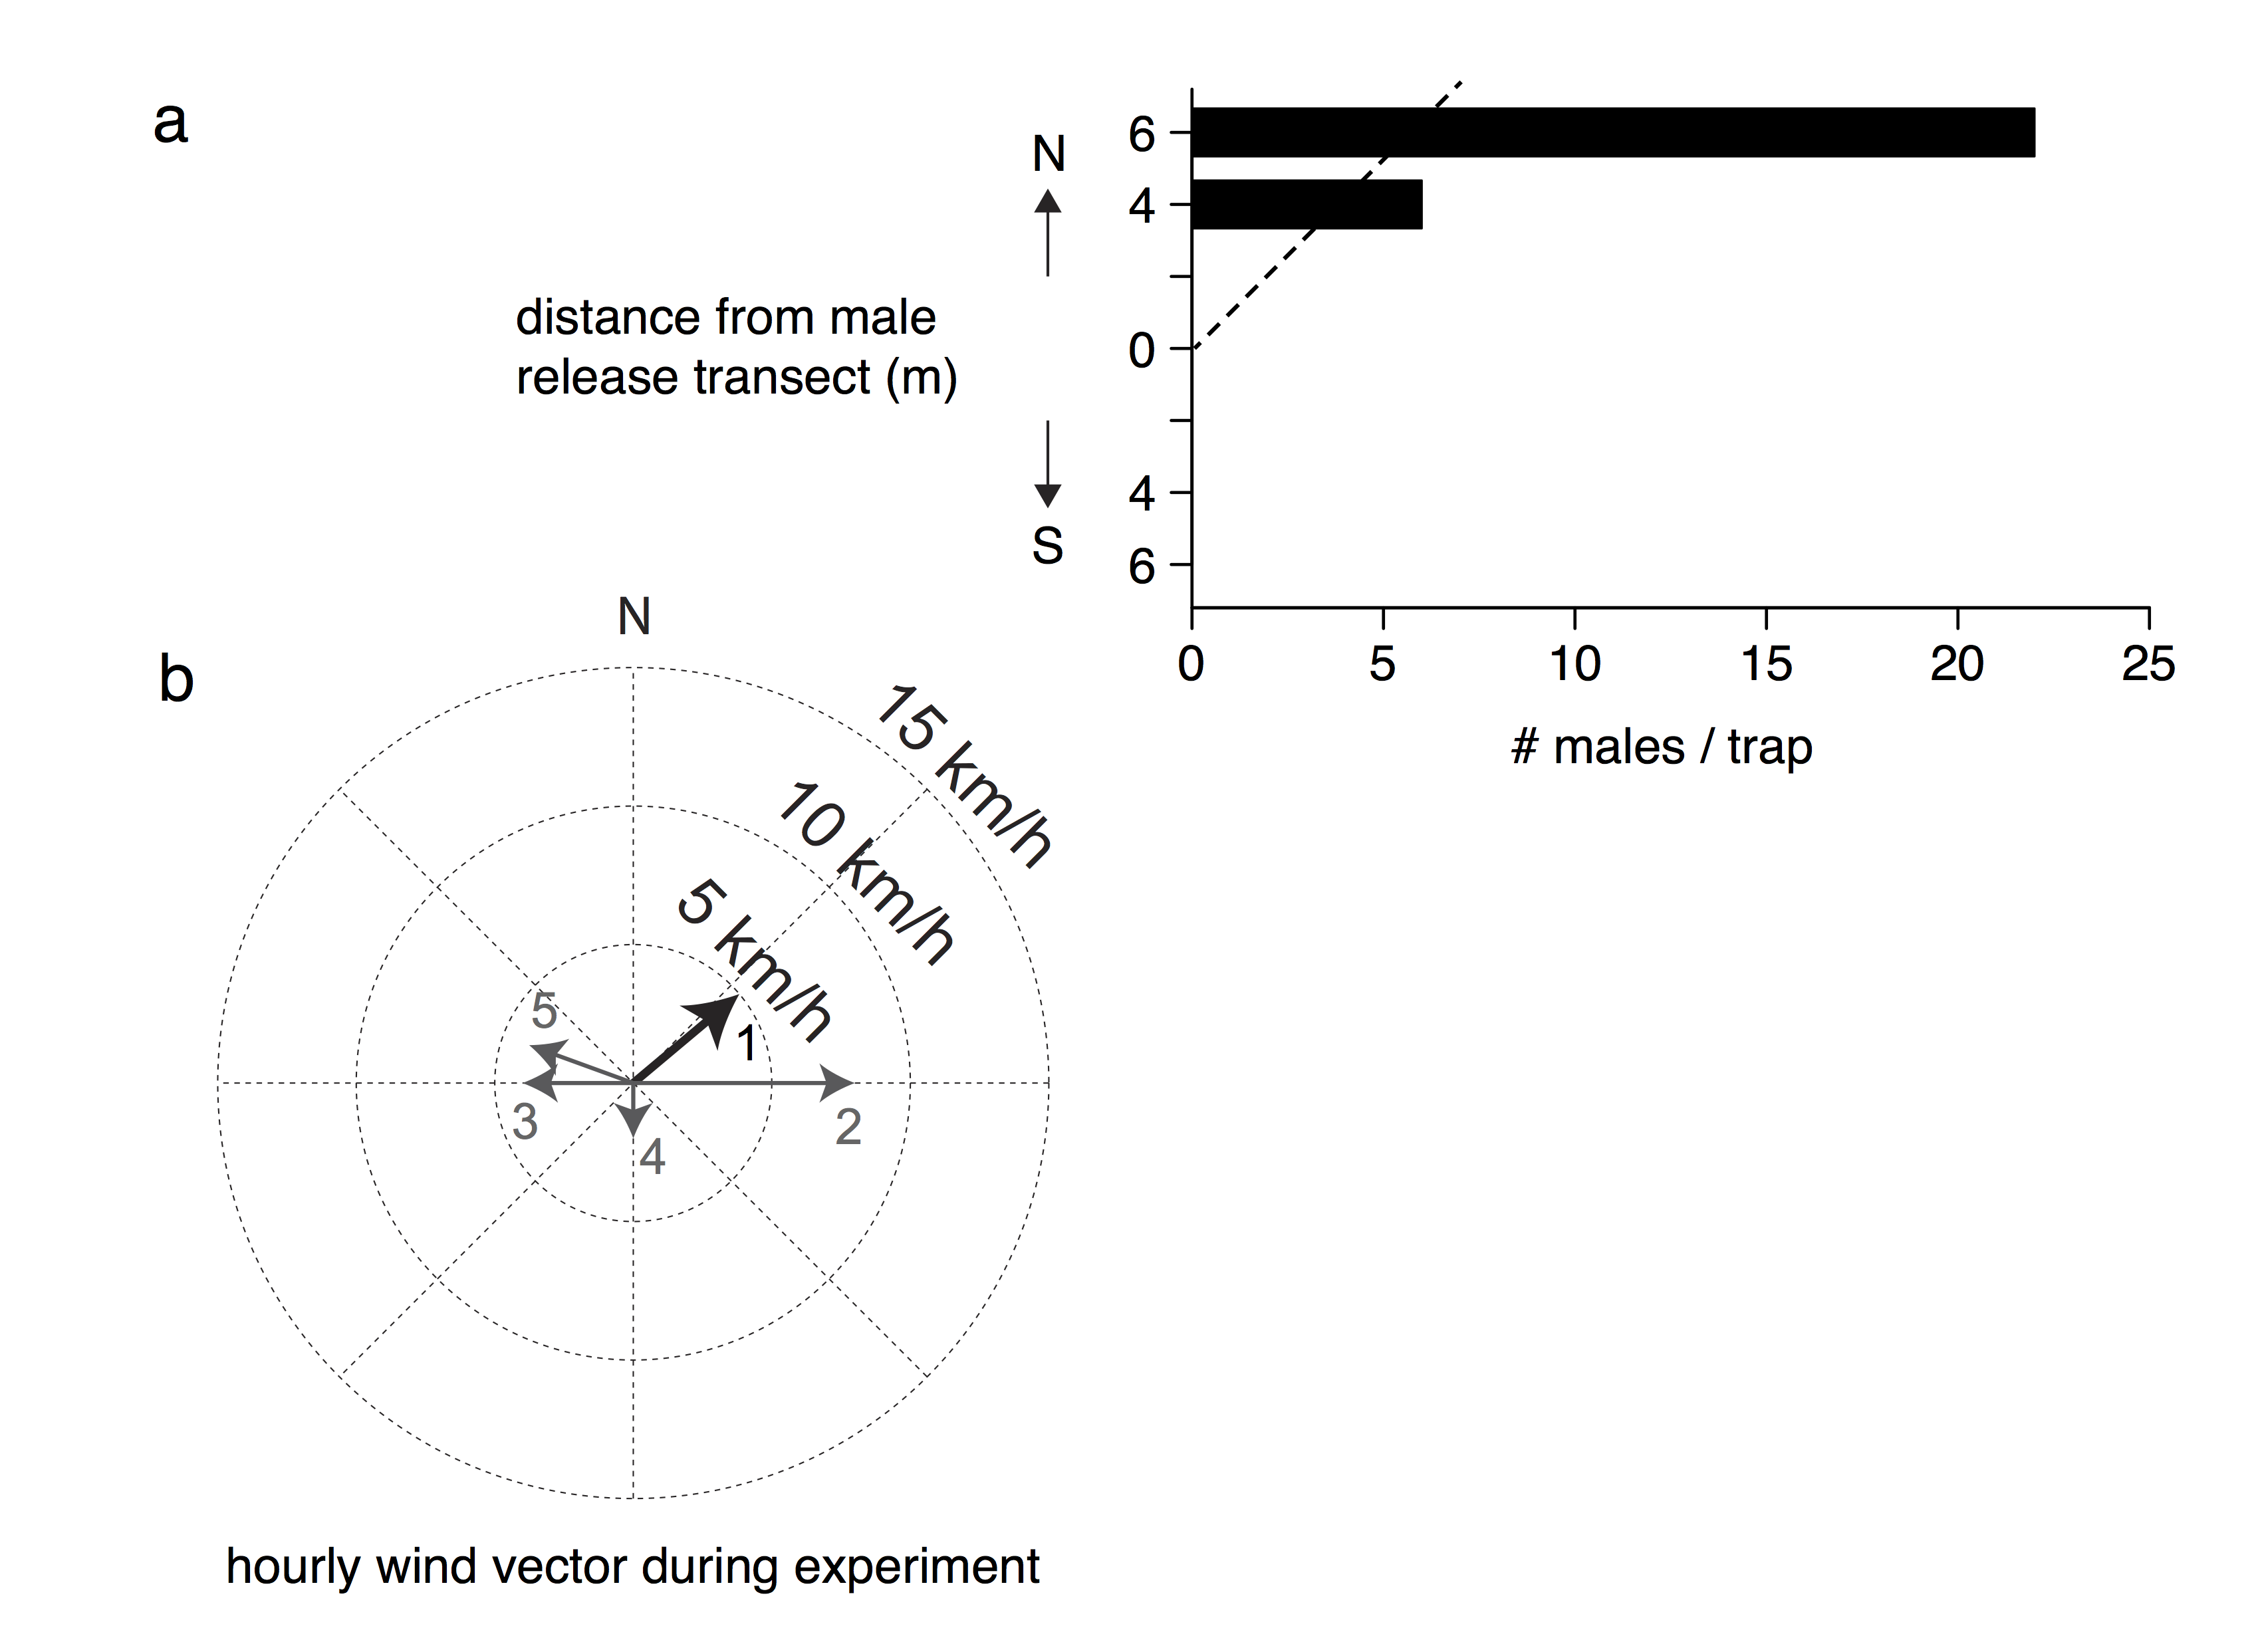 a
N
distance from male
release transect (m)
S
6
4
0
4
6
0 5 10 15 20 25
# males / trap
b
N
15 km/h
10 km/h
5 km/h
5
1
3
2
4
hourly wind vector during experiment